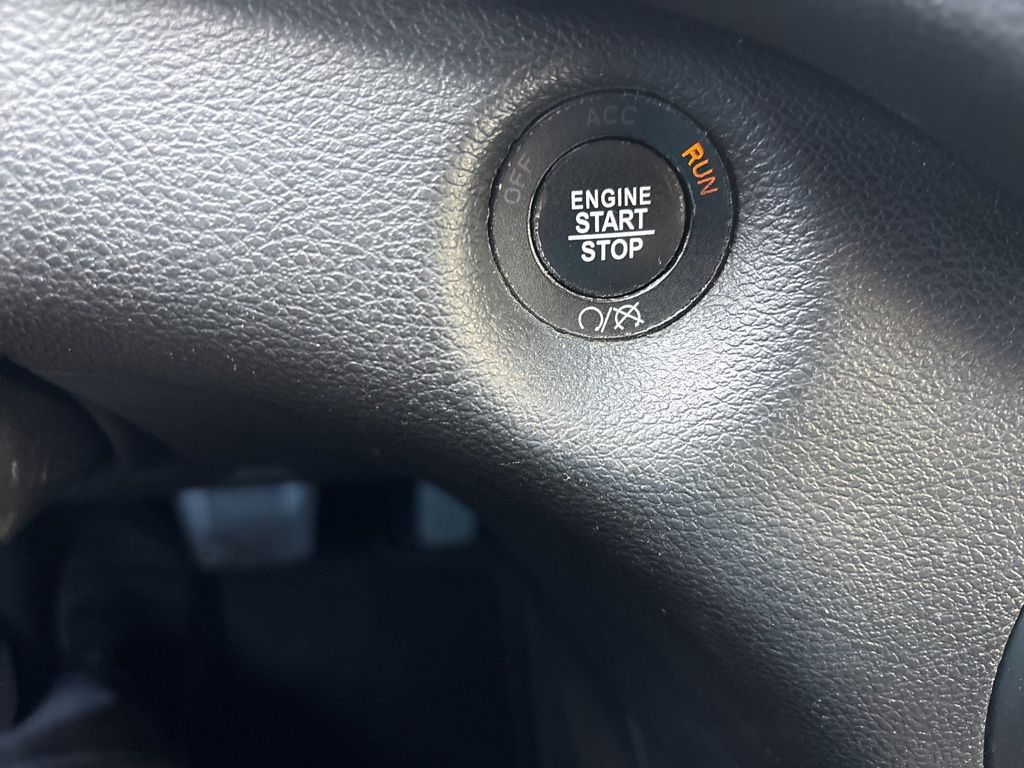 ACC
OFF
RUN
ENGINE
START
STOP